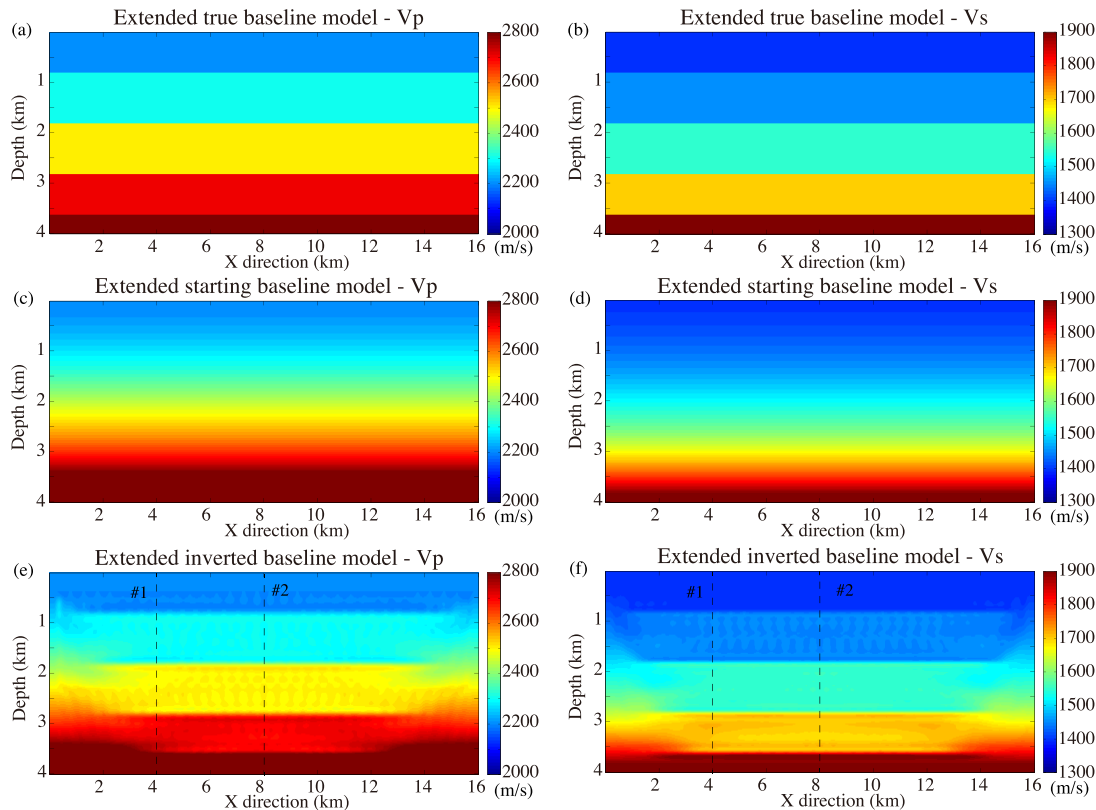 (a) Extended true baseline model - Vp
Depth (km)
1
2
3
4
2 4 6 8 10 12 14 16
X direction (km)
2800
2600
2400
2200
2000
(m/s)
(b) Extended true baseline model - Vs
Depth (km)
1
2
3
4
2 4 6 8 10 12 14 16
X direction (km)
1900
1800
1700
1600
1500
1400
1300
(m/s)
(c) Extended starting baseline model - Vp
Depth (km)
1
2
3
4
2 4 6 8 10 12 14 16
X direction (km)
2800
2600
2400
2200
2000
(m/s)
(d) Extended starting baseline model - Vs
Depth (km)
1
2
3
4
2 4 6 8 10 12 14 16
X direction (km)
1900
1800
1700
1600
1500
1400
1300
(m/s)
(e) Extended inverted baseline model - Vp
#1 #2
Depth (km)
1
2
3
4
2 4 6 8 10 12 14 16
X direction (km)
2800
2600
2400
2200
2000
(m/s)
(f) Extended inverted baseline model - Vs
#1 #2
Depth (km)
1
2
3
4
2 4 6 8 10 12 14 16
X direction (km)
1900
1800
1700
1600
1500
1400
1300
(m/s)